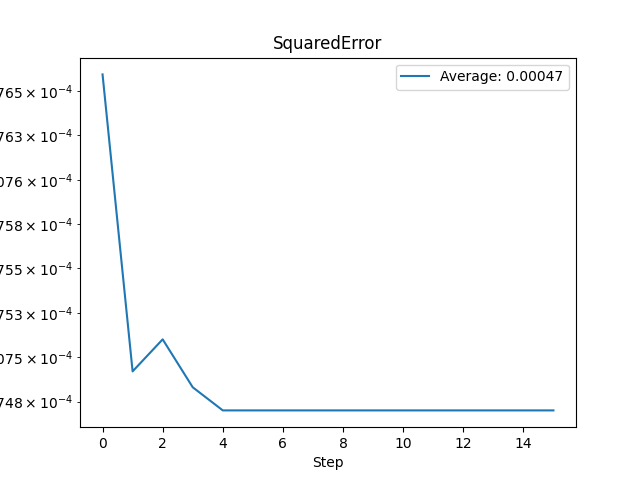 SquaredError
Average: 0.00047
765 × 10⁻⁴
763 × 10⁻⁴
076 × 10⁻⁴
758 × 10⁻⁴
755 × 10⁻⁴
753 × 10⁻⁴
075 × 10⁻⁴
748 × 10⁻⁴
0 2 4 6 8 10 12 14
Step